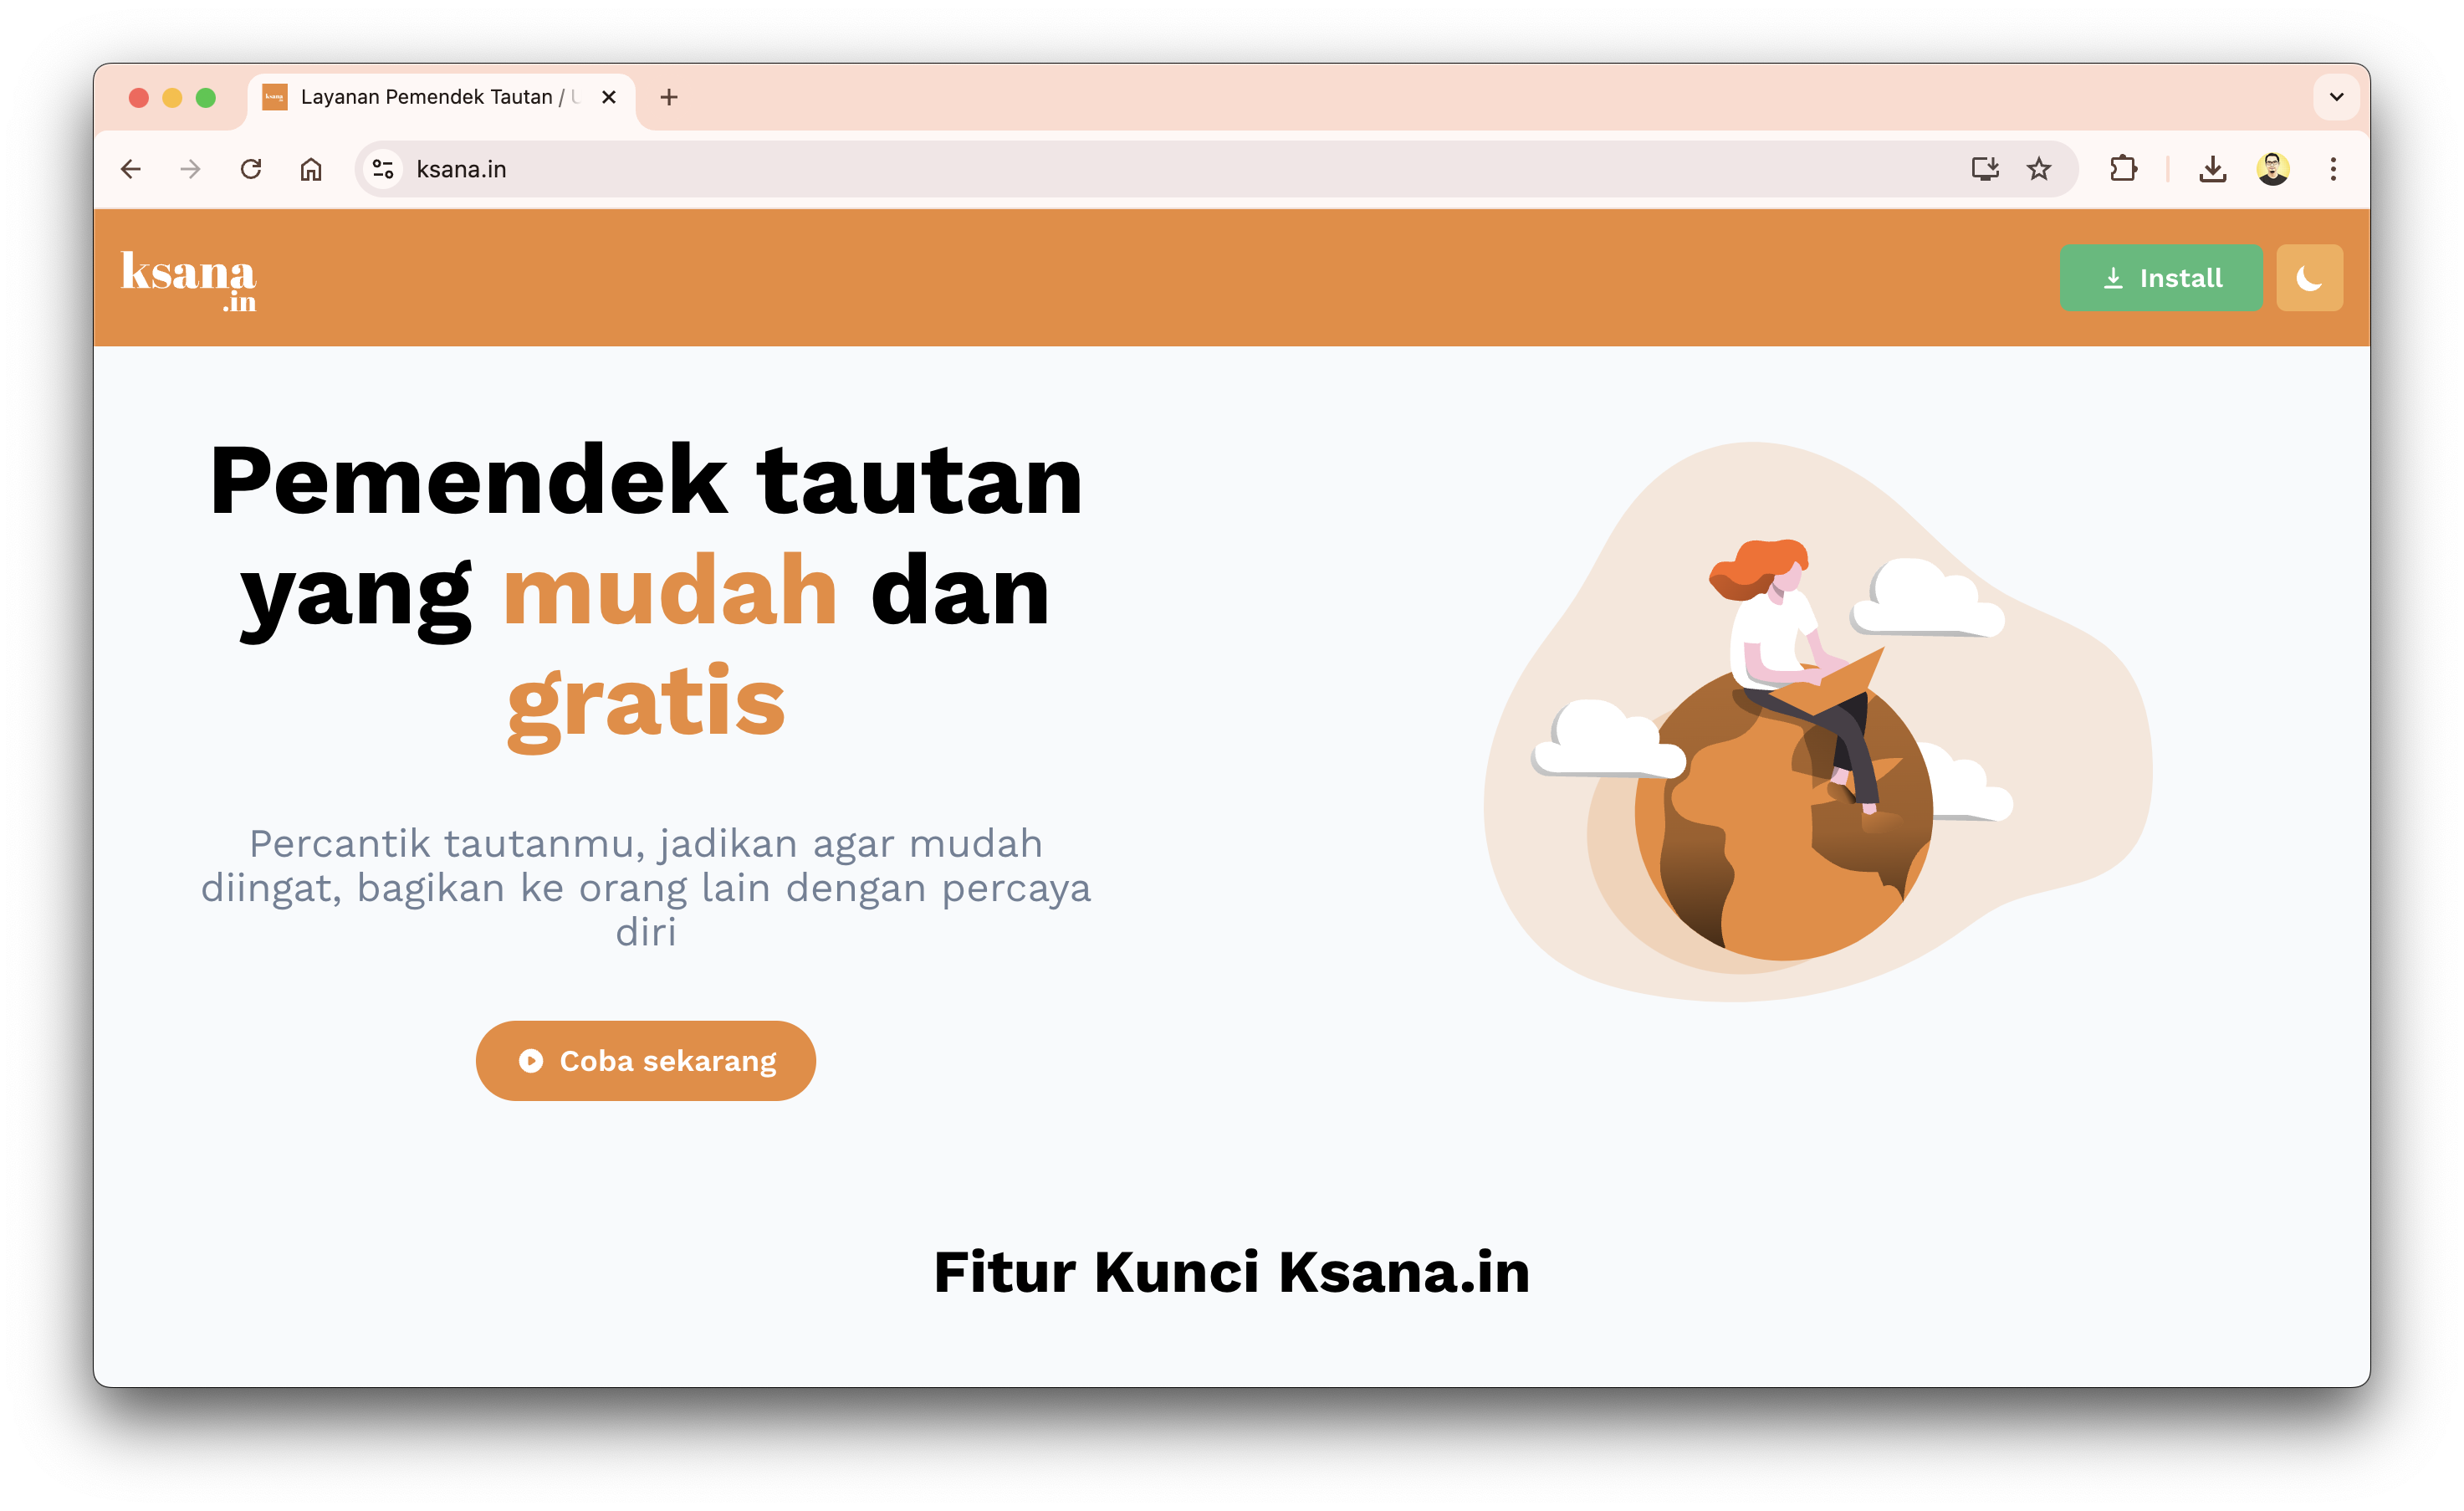 Layanan Pemendek Tautan /
ksana.in
ksana
.in
Install
Pemendek tautan
yang mudah dan
gratis
Percantik tautanmu, jadikan agar mudah
diingat, bagikan ke orang lain dengan percaya
diri
Coba sekarang
Fitur Kunci Ksana.in